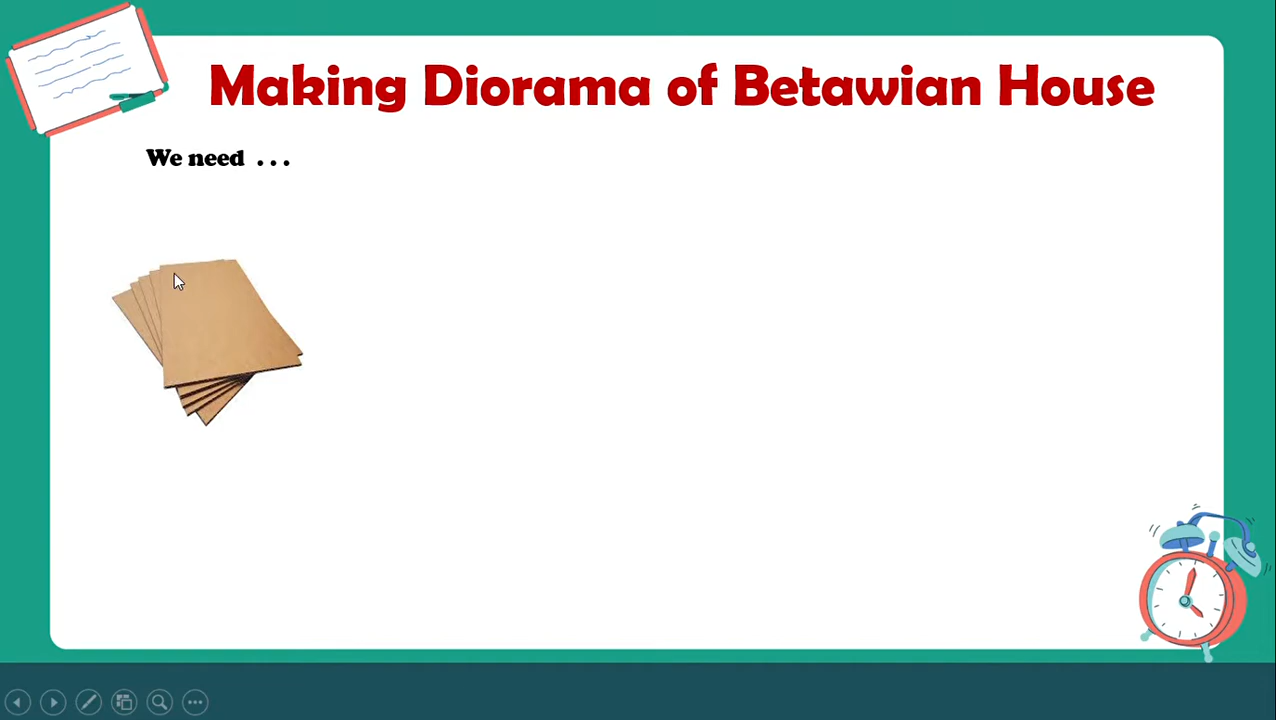 Making Diorama of Betawian House
We need . . .